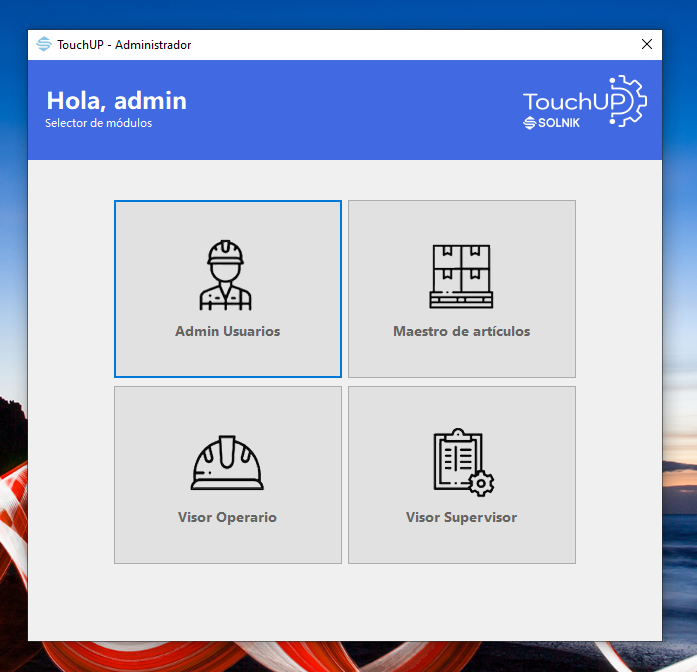 TouchUP - Administrador
Hola, admin
Selector de módulos
TouchUP
SOLNIK
Admin Usuarios
Maestro de artículos
Visor Operario
Visor Supervisor